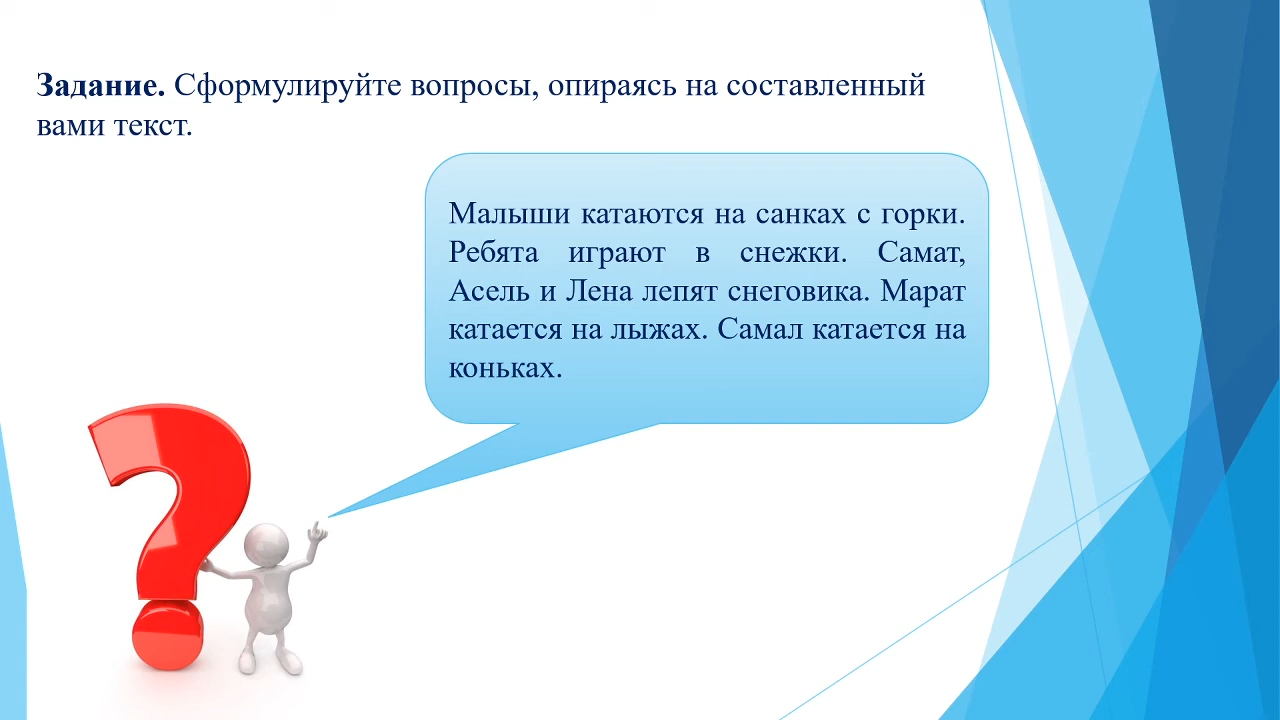 Задание. Сформулируйте вопросы, опираясь на составленный
вами текст.
Малыши катаются на санках с горки.
Ребята играют в снежки. Самат,
Асель и Лена лепят снеговика. Марат
катается на лыжах. Самал катается на
коньках.